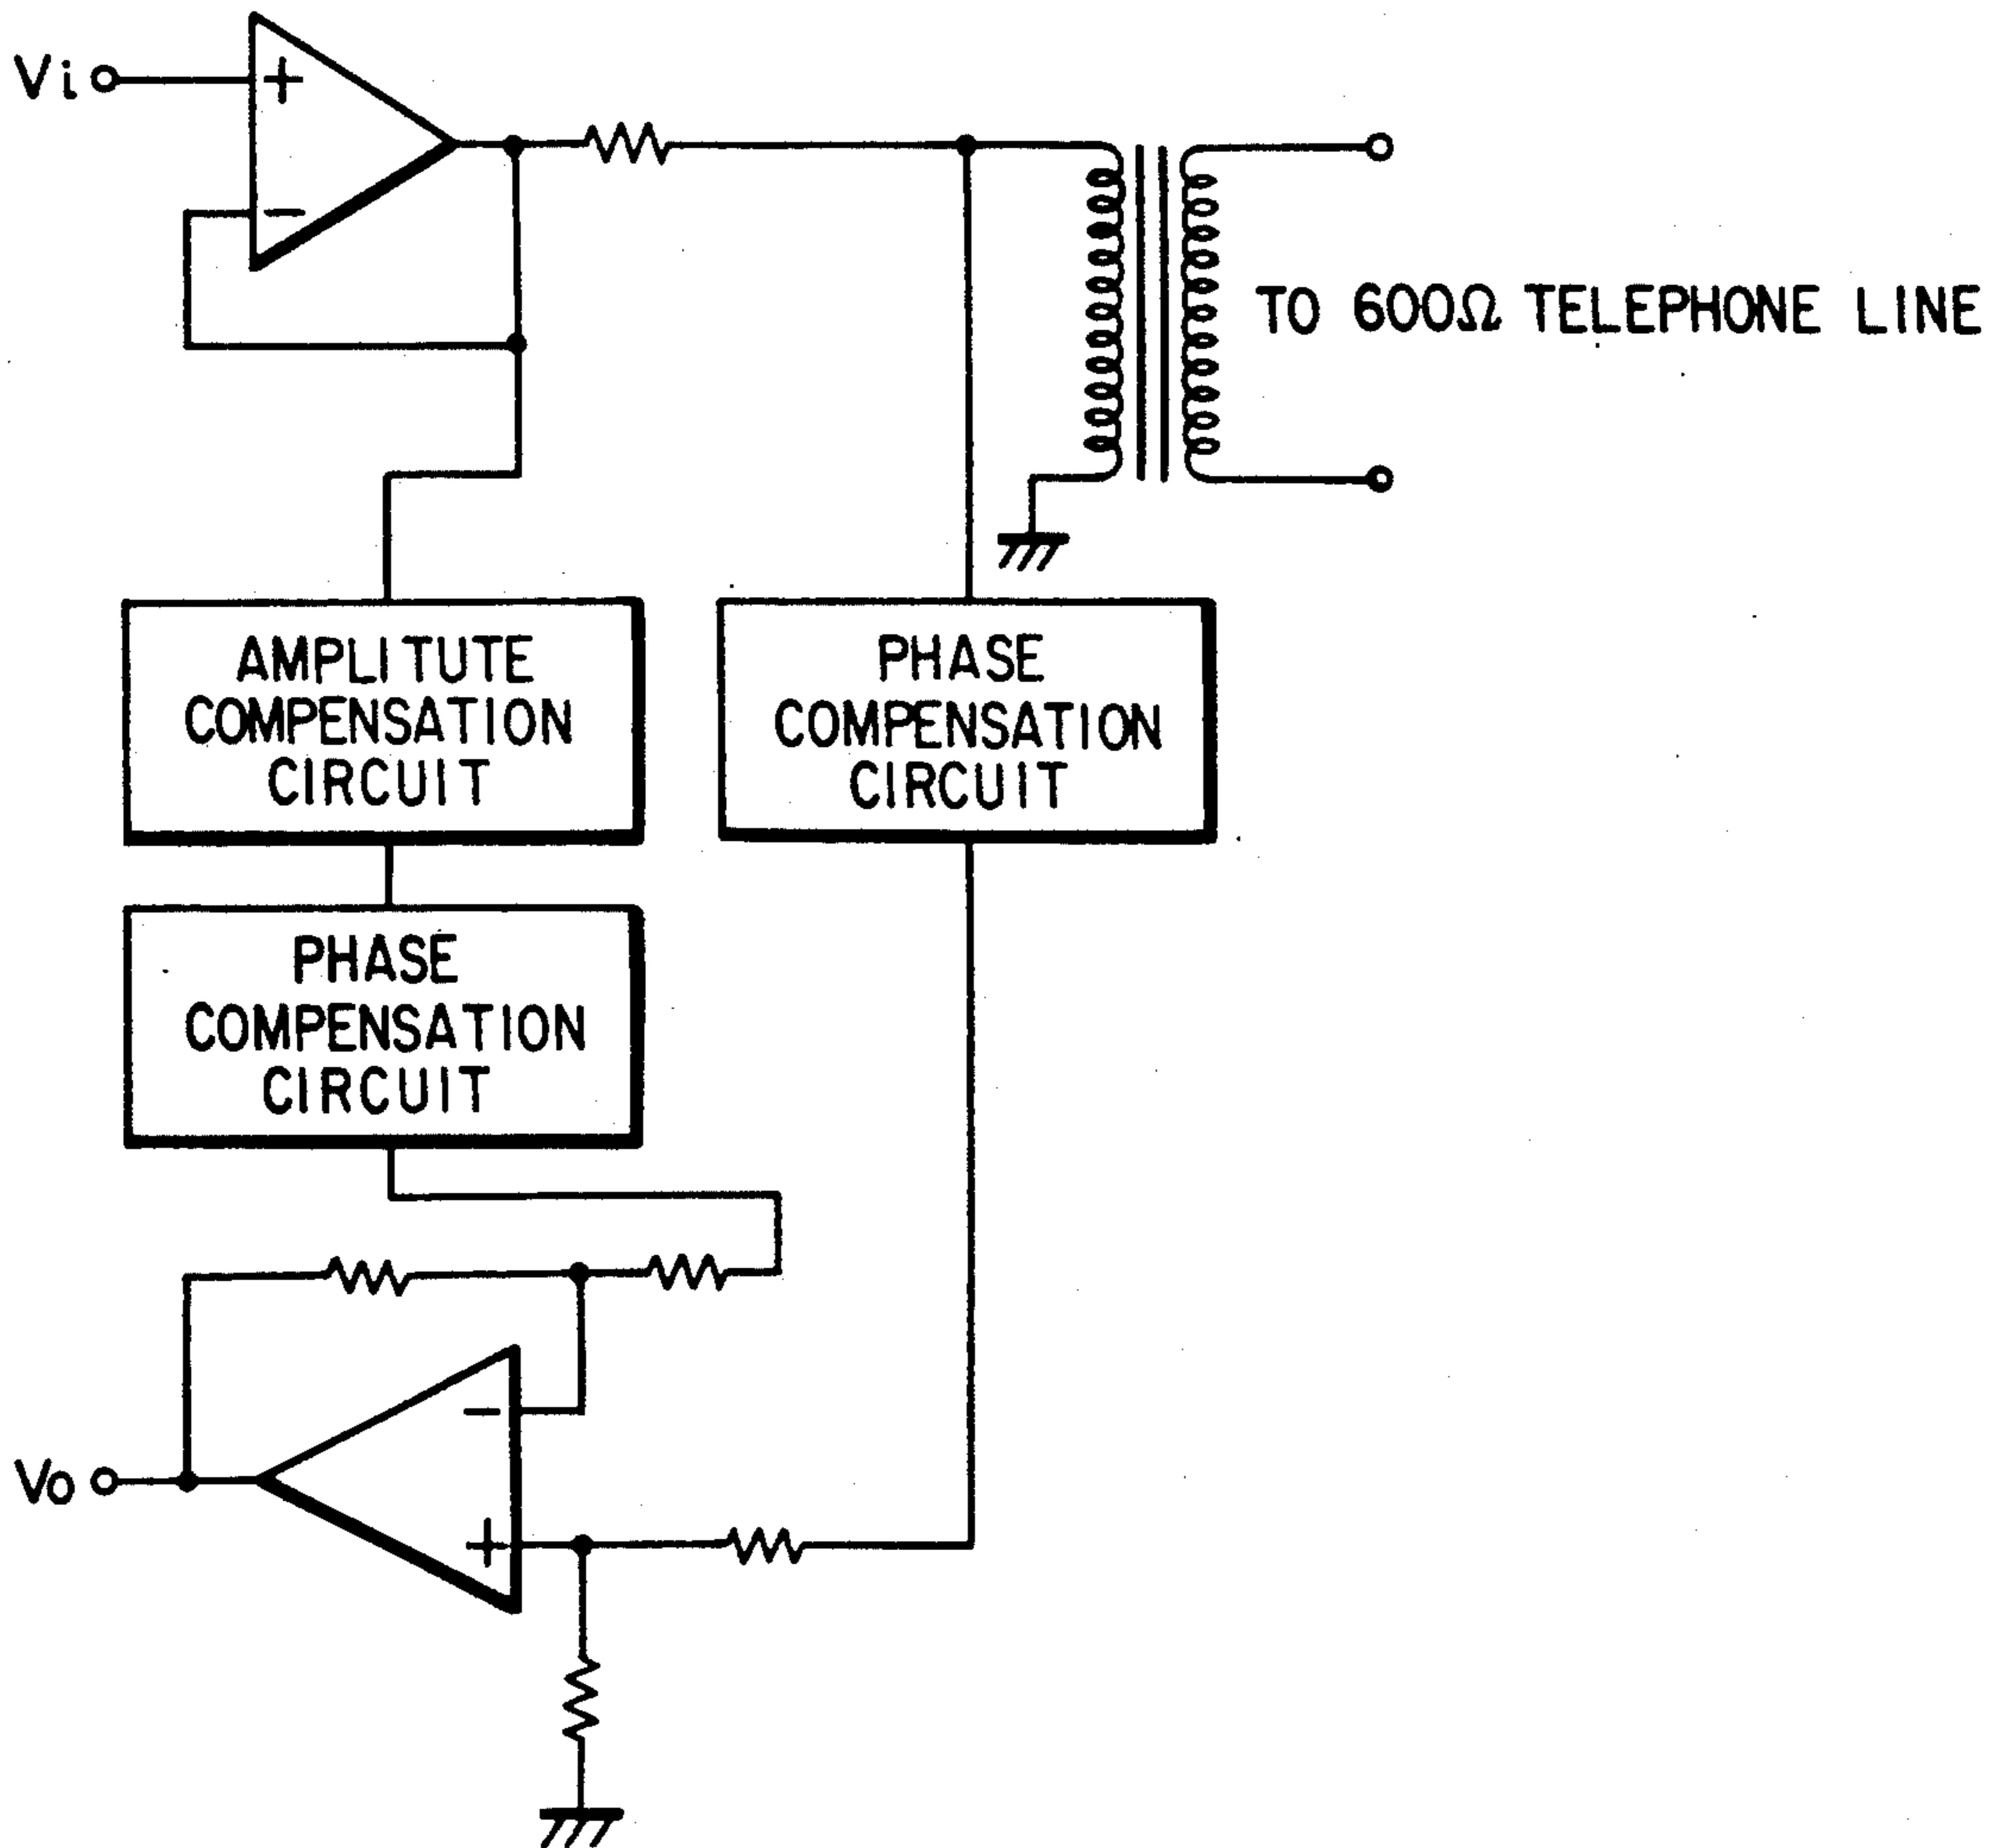 Vi
+
−
TO 600Ω TELEPHONE LINE
AMPLITUTE
COMPENSATION
CIRCUIT
PHASE
COMPENSATION
CIRCUIT
PHASE
COMPENSATION
CIRCUIT
−
Vo
+